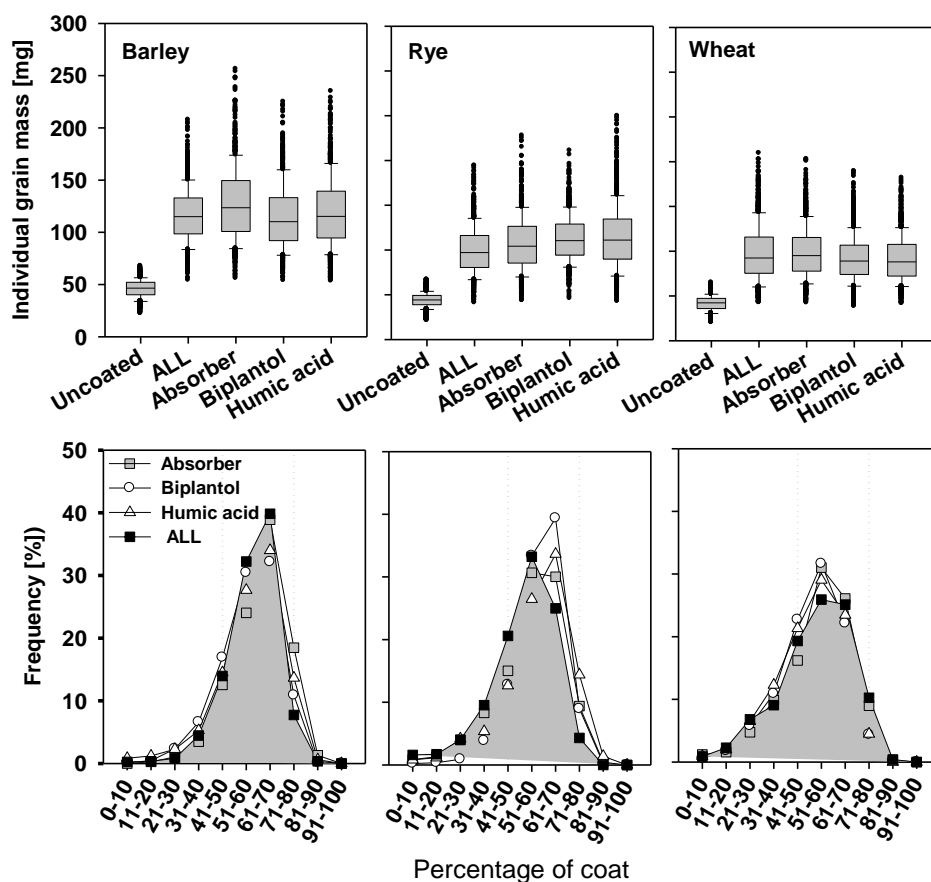 Individual grain mass [mg]
300
250
200
150
100
50
0
Barley
Rye
Wheat
Uncoated
ALL
Absorber
Biplantol
Humic acid
Uncoated
ALL
Absorber
Biplantol
Humic acid
Uncoated
ALL
Absorber
Biplantol
Humic acid
Frequency [%])
50
40
30
20
10
0
Absorber
Biplantol
Humic acid
ALL
0-10
11-20
21-30
31-40
41-50
51-60
61-70
71-80
81-90
91-100
0-10
11-20
21-30
31-40
41-50
51-60
61-70
71-80
81-90
91-100
0-10
11-20
21-30
31-40
41-50
51-60
61-70
71-80
81-90
91-100
Percentage of coat